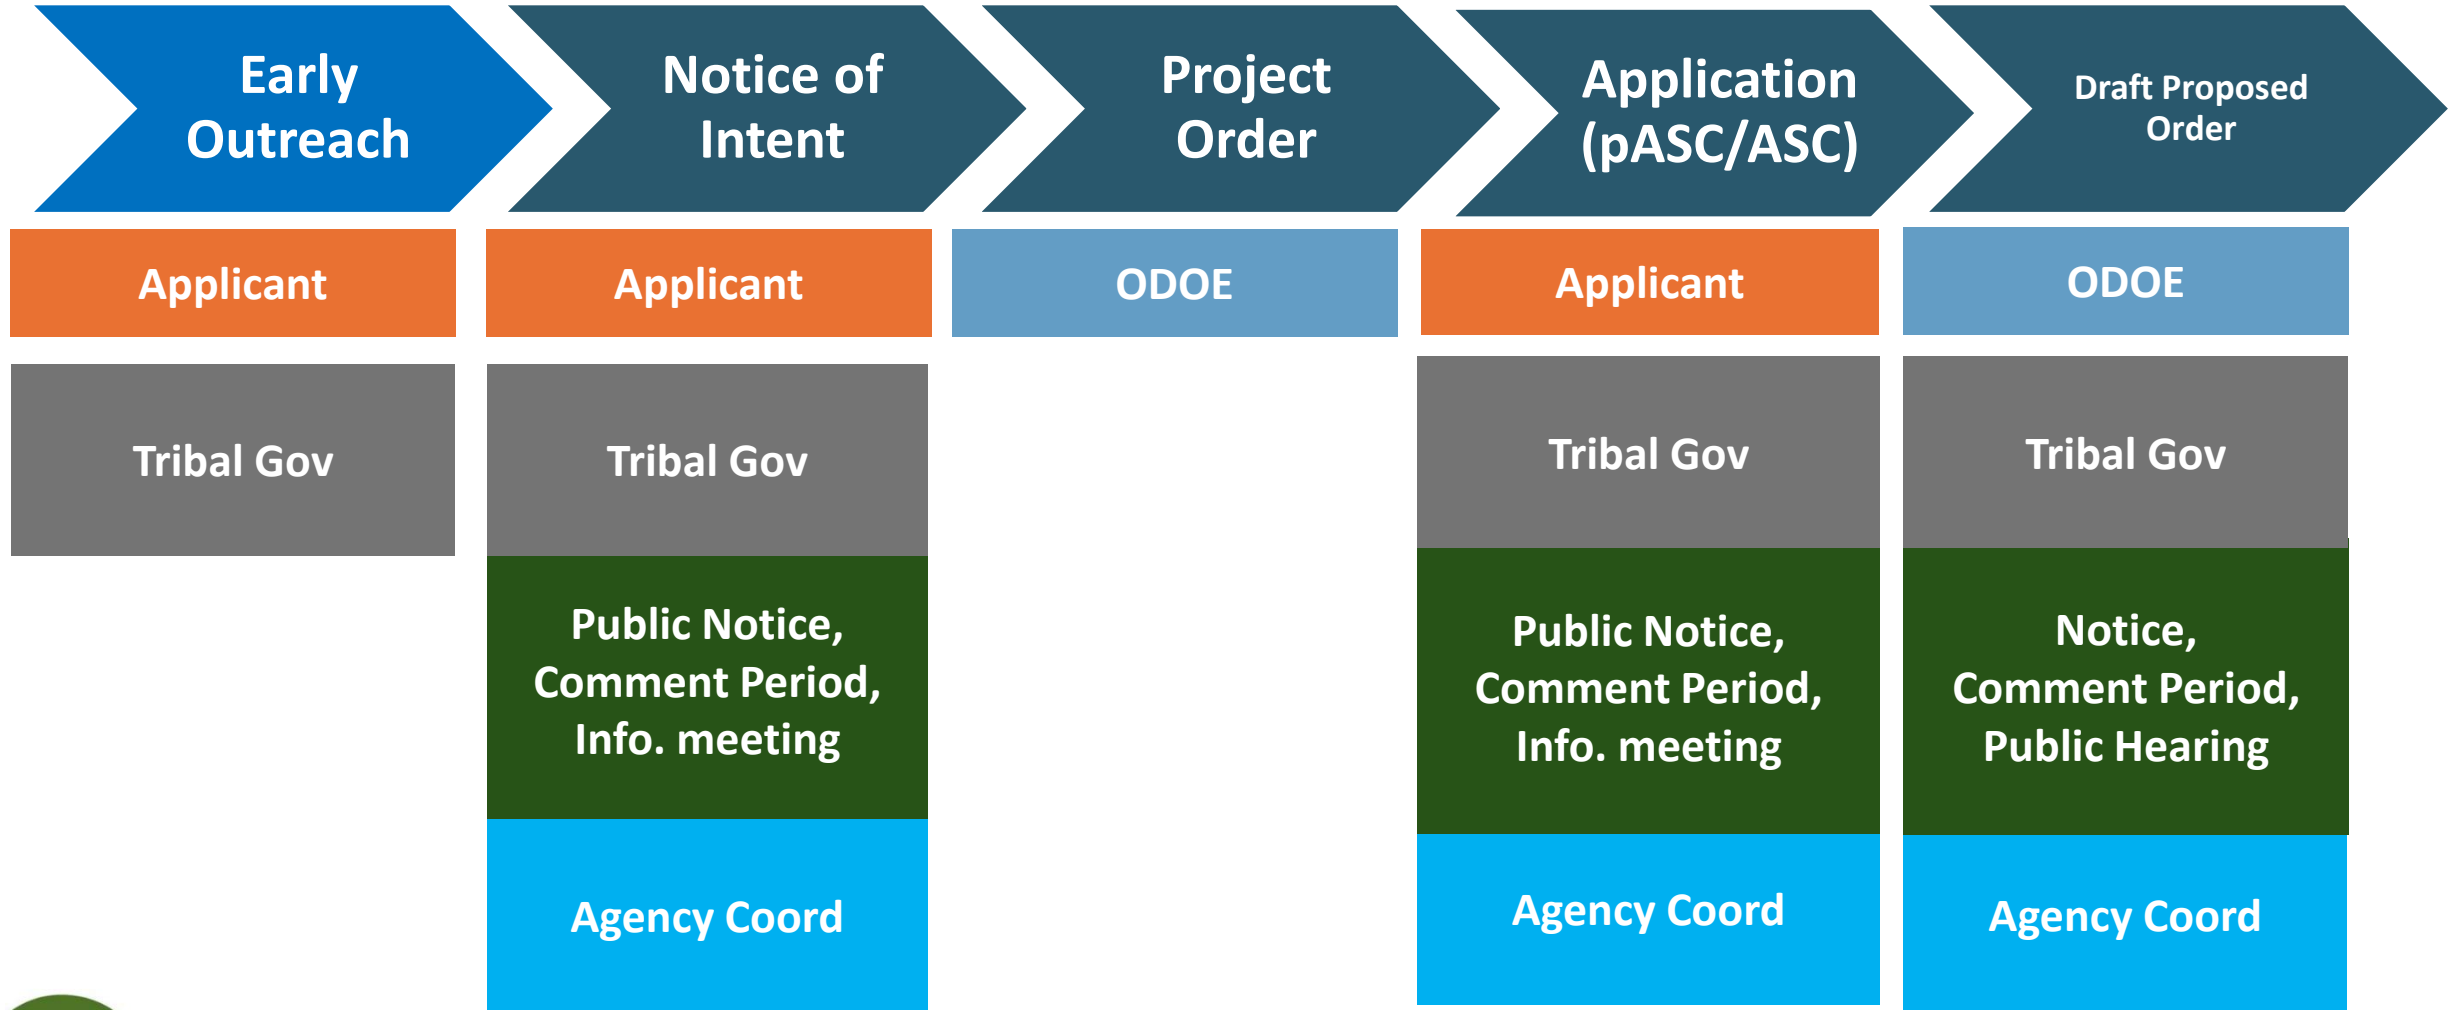 Early
Outreach
Notice of
Intent
Project
Order
Application
(pASC/ASC)
Draft Proposed
Order
Applicant
Applicant
ODOE
Applicant
ODOE
Tribal Gov
Tribal Gov
Tribal Gov
Tribal Gov
Public Notice,
Comment Period,
Info. meeting
Public Notice,
Comment Period,
Info. meeting
Notice,
Comment Period,
Public Hearing
Agency Coord
Agency Coord
Agency Coord